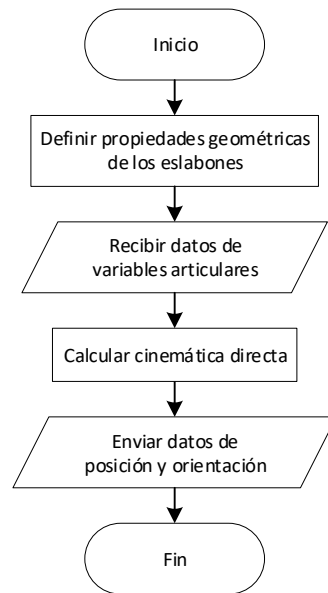 Inicio
Definir propiedades geométricas
de los eslabones
Recibir datos de
variables articulares
Calcular cinemática directa
Enviar datos de
posición y orientación
Fin